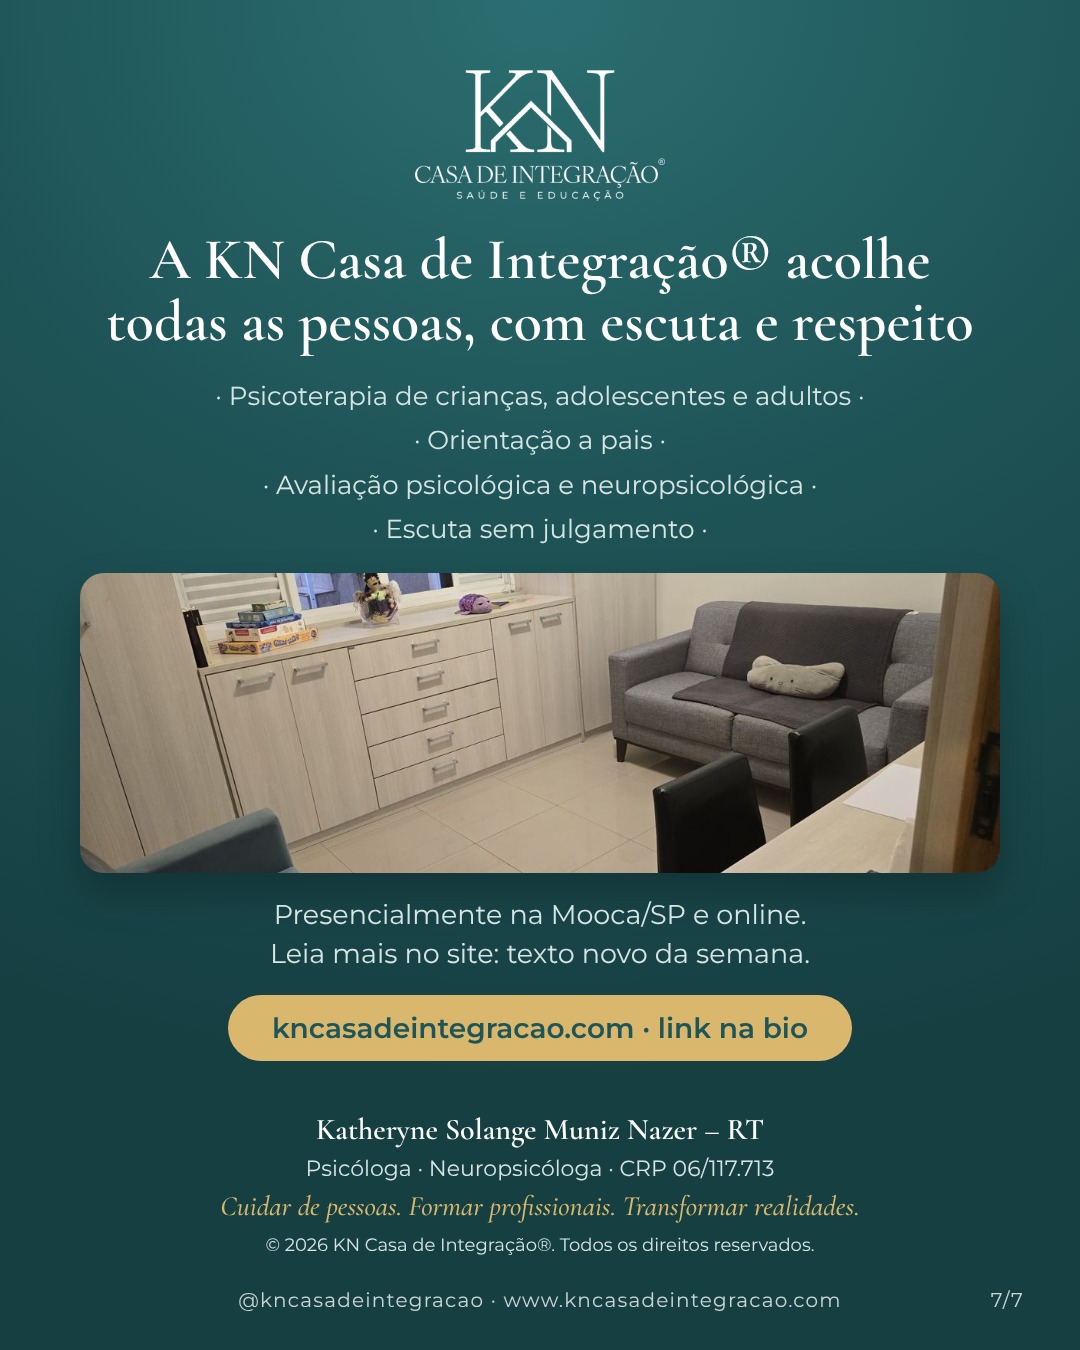 KN
CASA DE INTEGRAÇÃO®
SAÚDE E EDUCAÇÃO
A KN Casa de Integração® acolhe
todas as pessoas, com escuta e respeito
· Psicoterapia de crianças, adolescentes e adultos ·
· Orientação a pais ·
· Avaliação psicológica e neuropsicológica ·
· Escuta sem julgamento ·
Presencialmente na Mooca/SP e online.
Leia mais no site: texto novo da semana.
kncasadeintegracao.com · link na bio
Katheryne Solange Muniz Nazer – RT
Psicóloga · Neuropsicóloga · CRP 06/117.713
Cuidar de pessoas. Formar profissionais. Transformar realidades.
© 2026 KN Casa de Integração®. Todos os direitos reservados.
@kncasadeintegracao · www.kncasadeintegracao.com
7/7